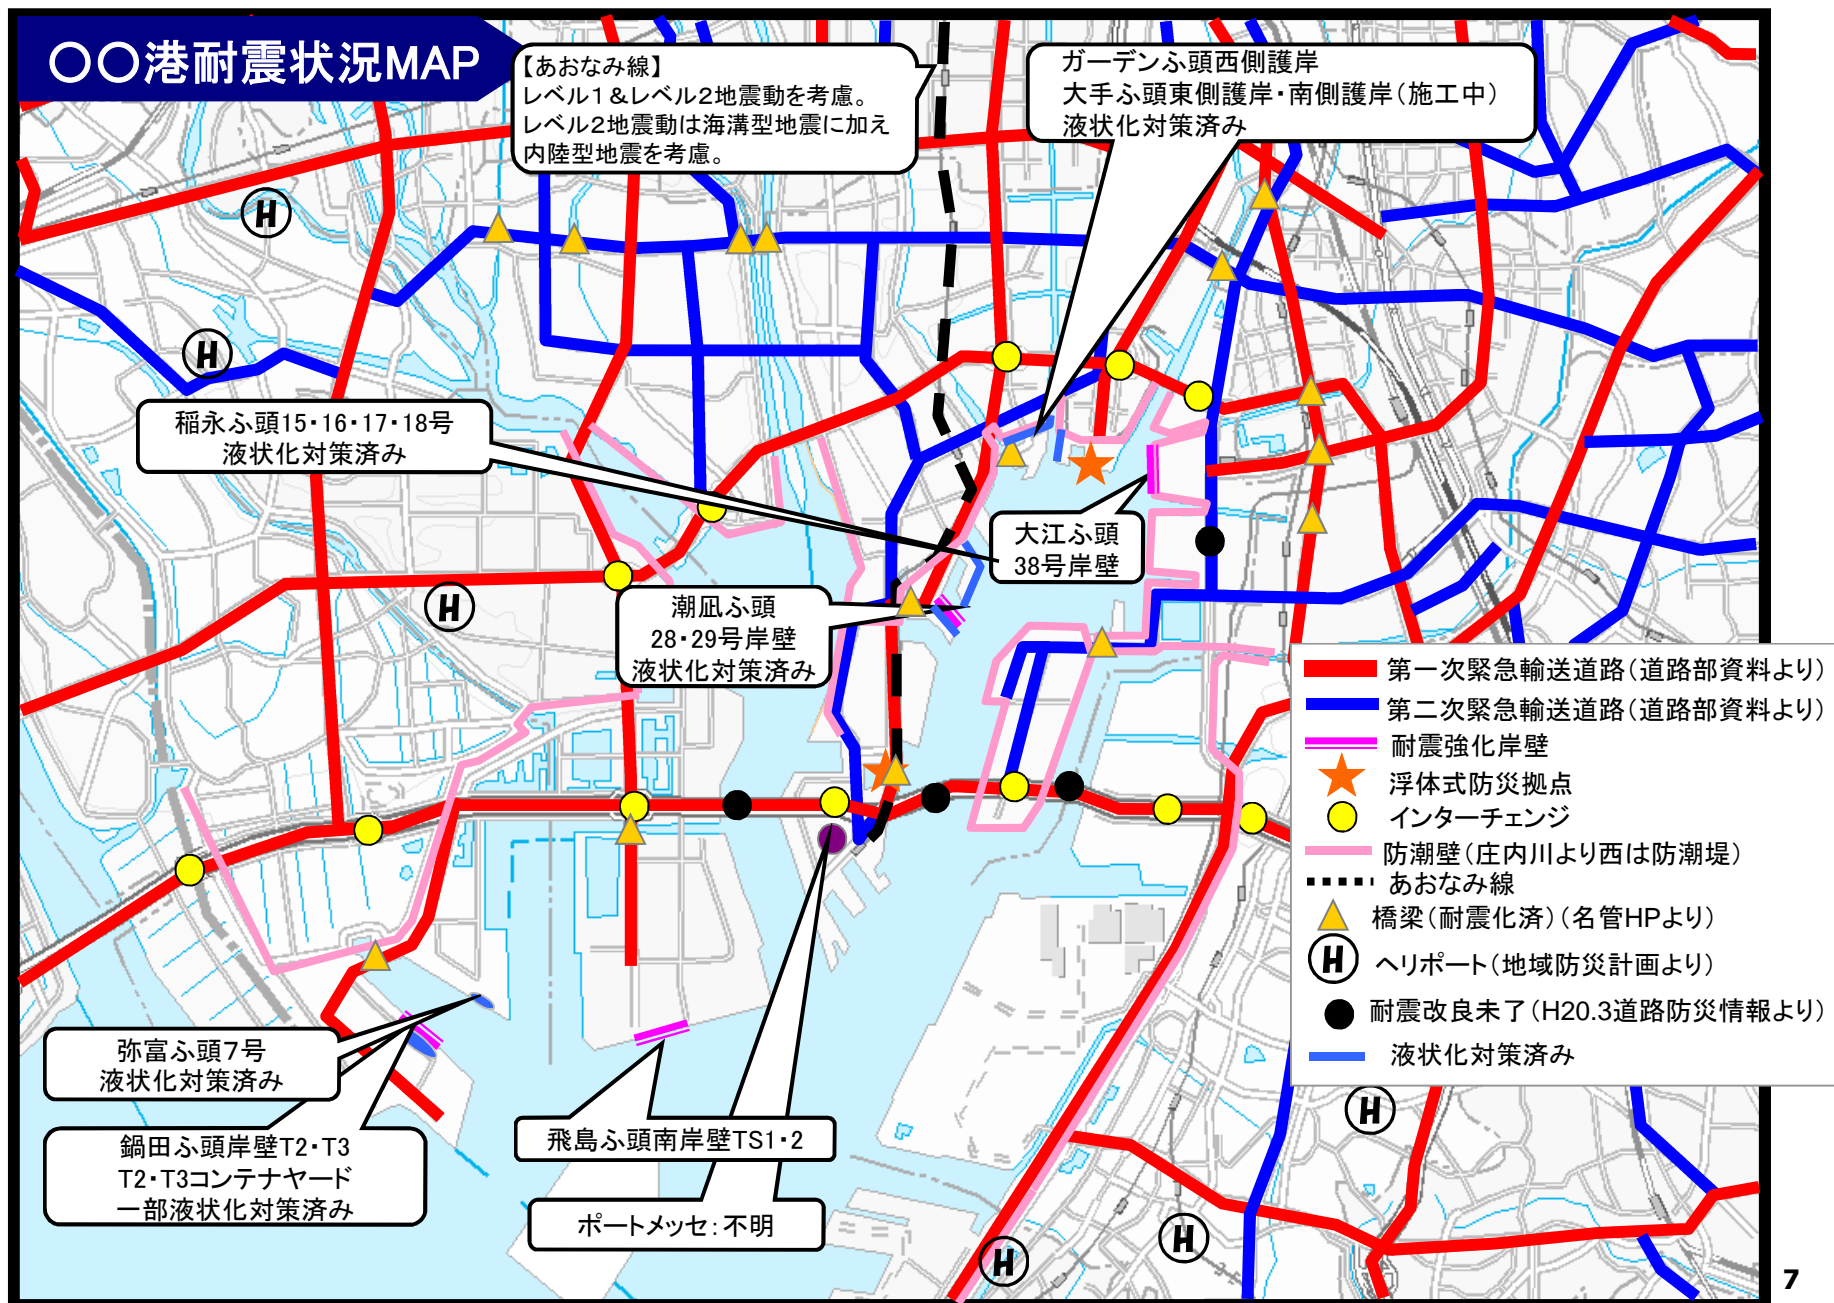 ○○港耐震状況MAP
【あおなみ線】
レベル1&レベル2地震動を考慮。
レベル2地震動は海溝型地震に加え
内陸型地震を考慮。
ガーデンふ頭西側護岸
大手ふ頭東側護岸・南側護岸(施工中)
液状化対策済み
H
H
稲永ふ頭15・16・17・18号
液状化対策済み
大江ふ頭
38号岸壁
H
潮凪ふ頭
28・29号岸壁
液状化対策済み
第一次緊急輸送道路(道路部資料より)
第二次緊急輸送道路(道路部資料より)
耐震強化岸壁
浮体式防災拠点
インターチェンジ
防潮壁(庄内川より西は防潮堤)
あおなみ線
橋梁(耐震化済)(名管HPより)
H ヘリポート(地域防災計画より)
耐震改良未了(H20.3道路防災情報より)
液状化対策済み
弥富ふ頭7号
液状化対策済み
鍋田ふ頭岸壁T2・T3
T2・T3コンテナヤード
一部液状化対策済み
飛島ふ頭南岸壁TS1・2
ポートメッセ:不明
H
H
H
7